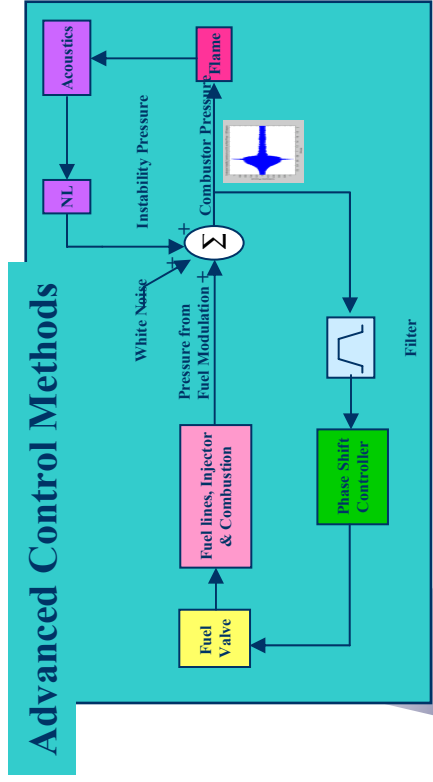 Advanced Control Methods
Acoustics
NL
Flame
Instability Pressure
Combustor Pressure
White Noise
+
+
+
Σ
Pressure from
Fuel Modulation
Fuel lines, Injector
& Combustion
Fuel
Valve
Filter
Phase Shift
Controller